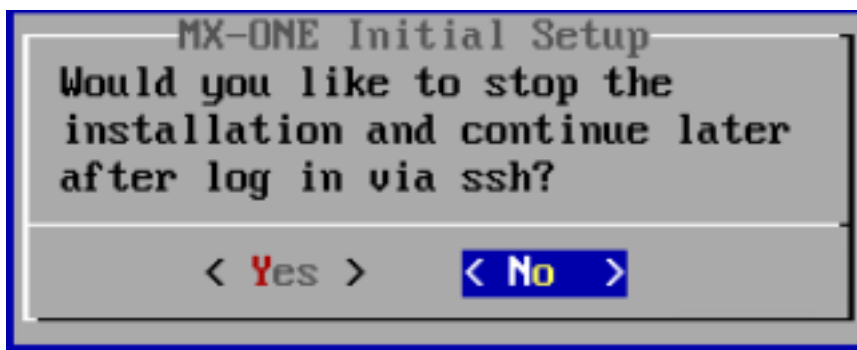 MX-ONE Initial Setup
Would you like to stop the
installation and continue later
after log in via ssh?
< Yes > < No >